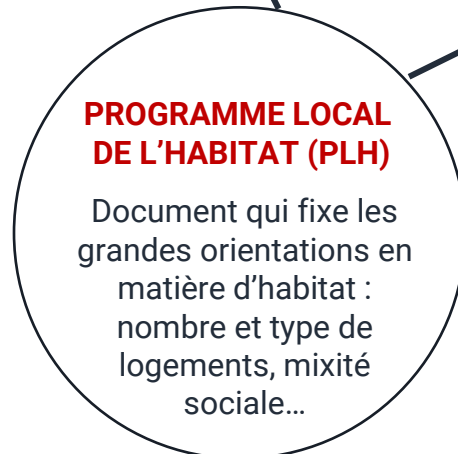 PROGRAMME LOCAL
DE L’HABITAT (PLH)
Document qui fixe les
grandes orientations en
matière d’habitat :
nombre et type de
logements, mixité
sociale…